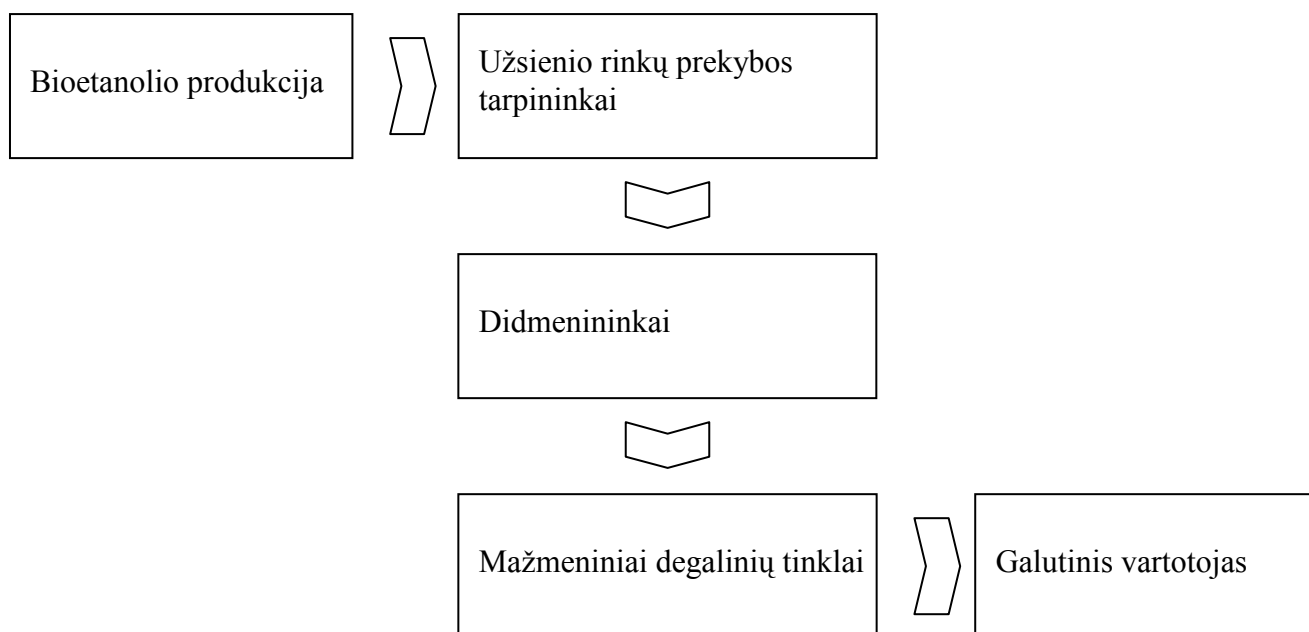 Bioetanolio produkcija
Užsienio rinkų prekybos
tarpininkai
Didmenininkai
Mažmeniniai degalinių tinklai
Galutinis vartotojas